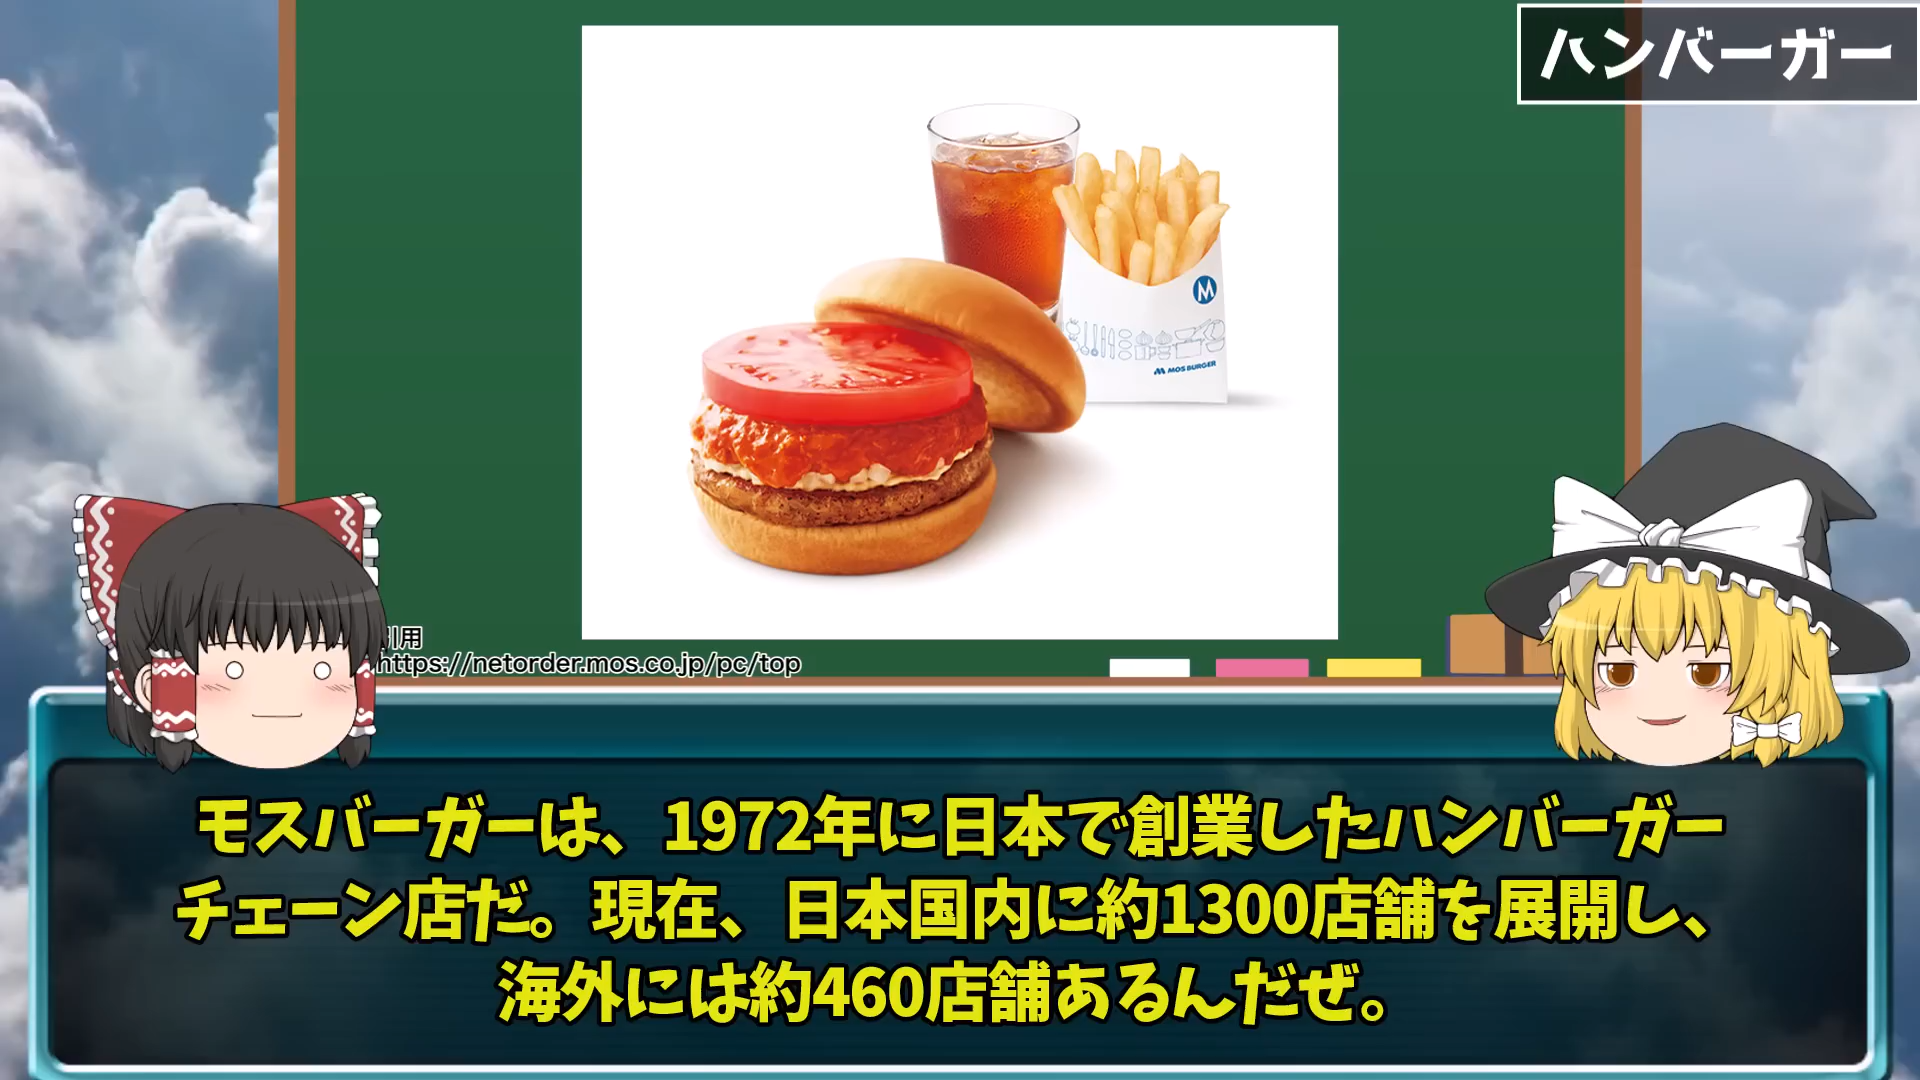 ハンバーガー
M
MOS BURGER
引用
https://netorder.mos.co.jp/pc/top
モスバーガーは、1972年に日本で創業したハンバーガー
チェーン店だ。現在、日本国内に約1300店舗を展開し、
海外には約460店舗あるんだぜ。